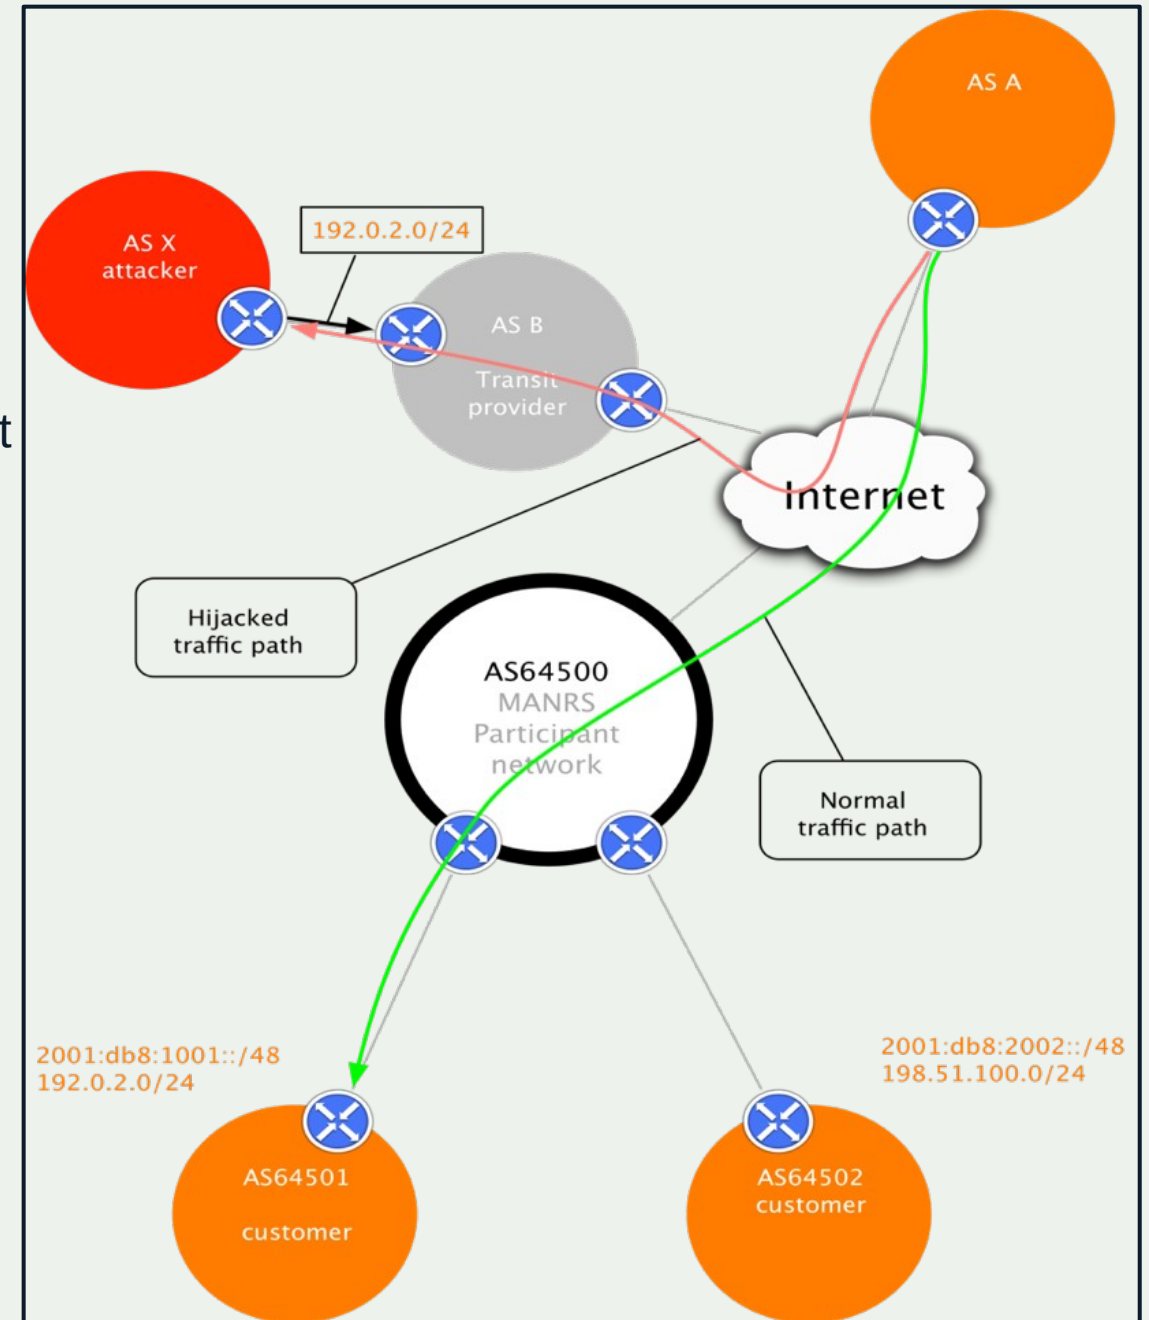 AS A
AS X
attacker
192.0.2.0/24
AS B
Transit
provider
t
Internet
Hijacked
traffic path
AS64500
MANRS
Participant
network
Normal
traffic path
2001:db8:1001::/48
192.0.2.0/24
2001:db8:2002::/48
198.51.100.0/24
AS64501
customer
AS64502
customer